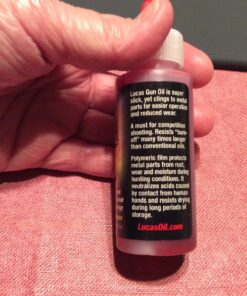 Lucas Gun Oil is super
slick, yet clings to metal
parts for easier operation
and reduced wear.
A must for competitive
shooting. Resists "burn-
off" many times longer
than conventional oils.
Polymeric film protects
metal parts from rust,
wear and moisture during
hunting conditions. It
neutralizes acids caused
by contact from human
hands and resists drying
during long periods of
storage.
LucasOil.com